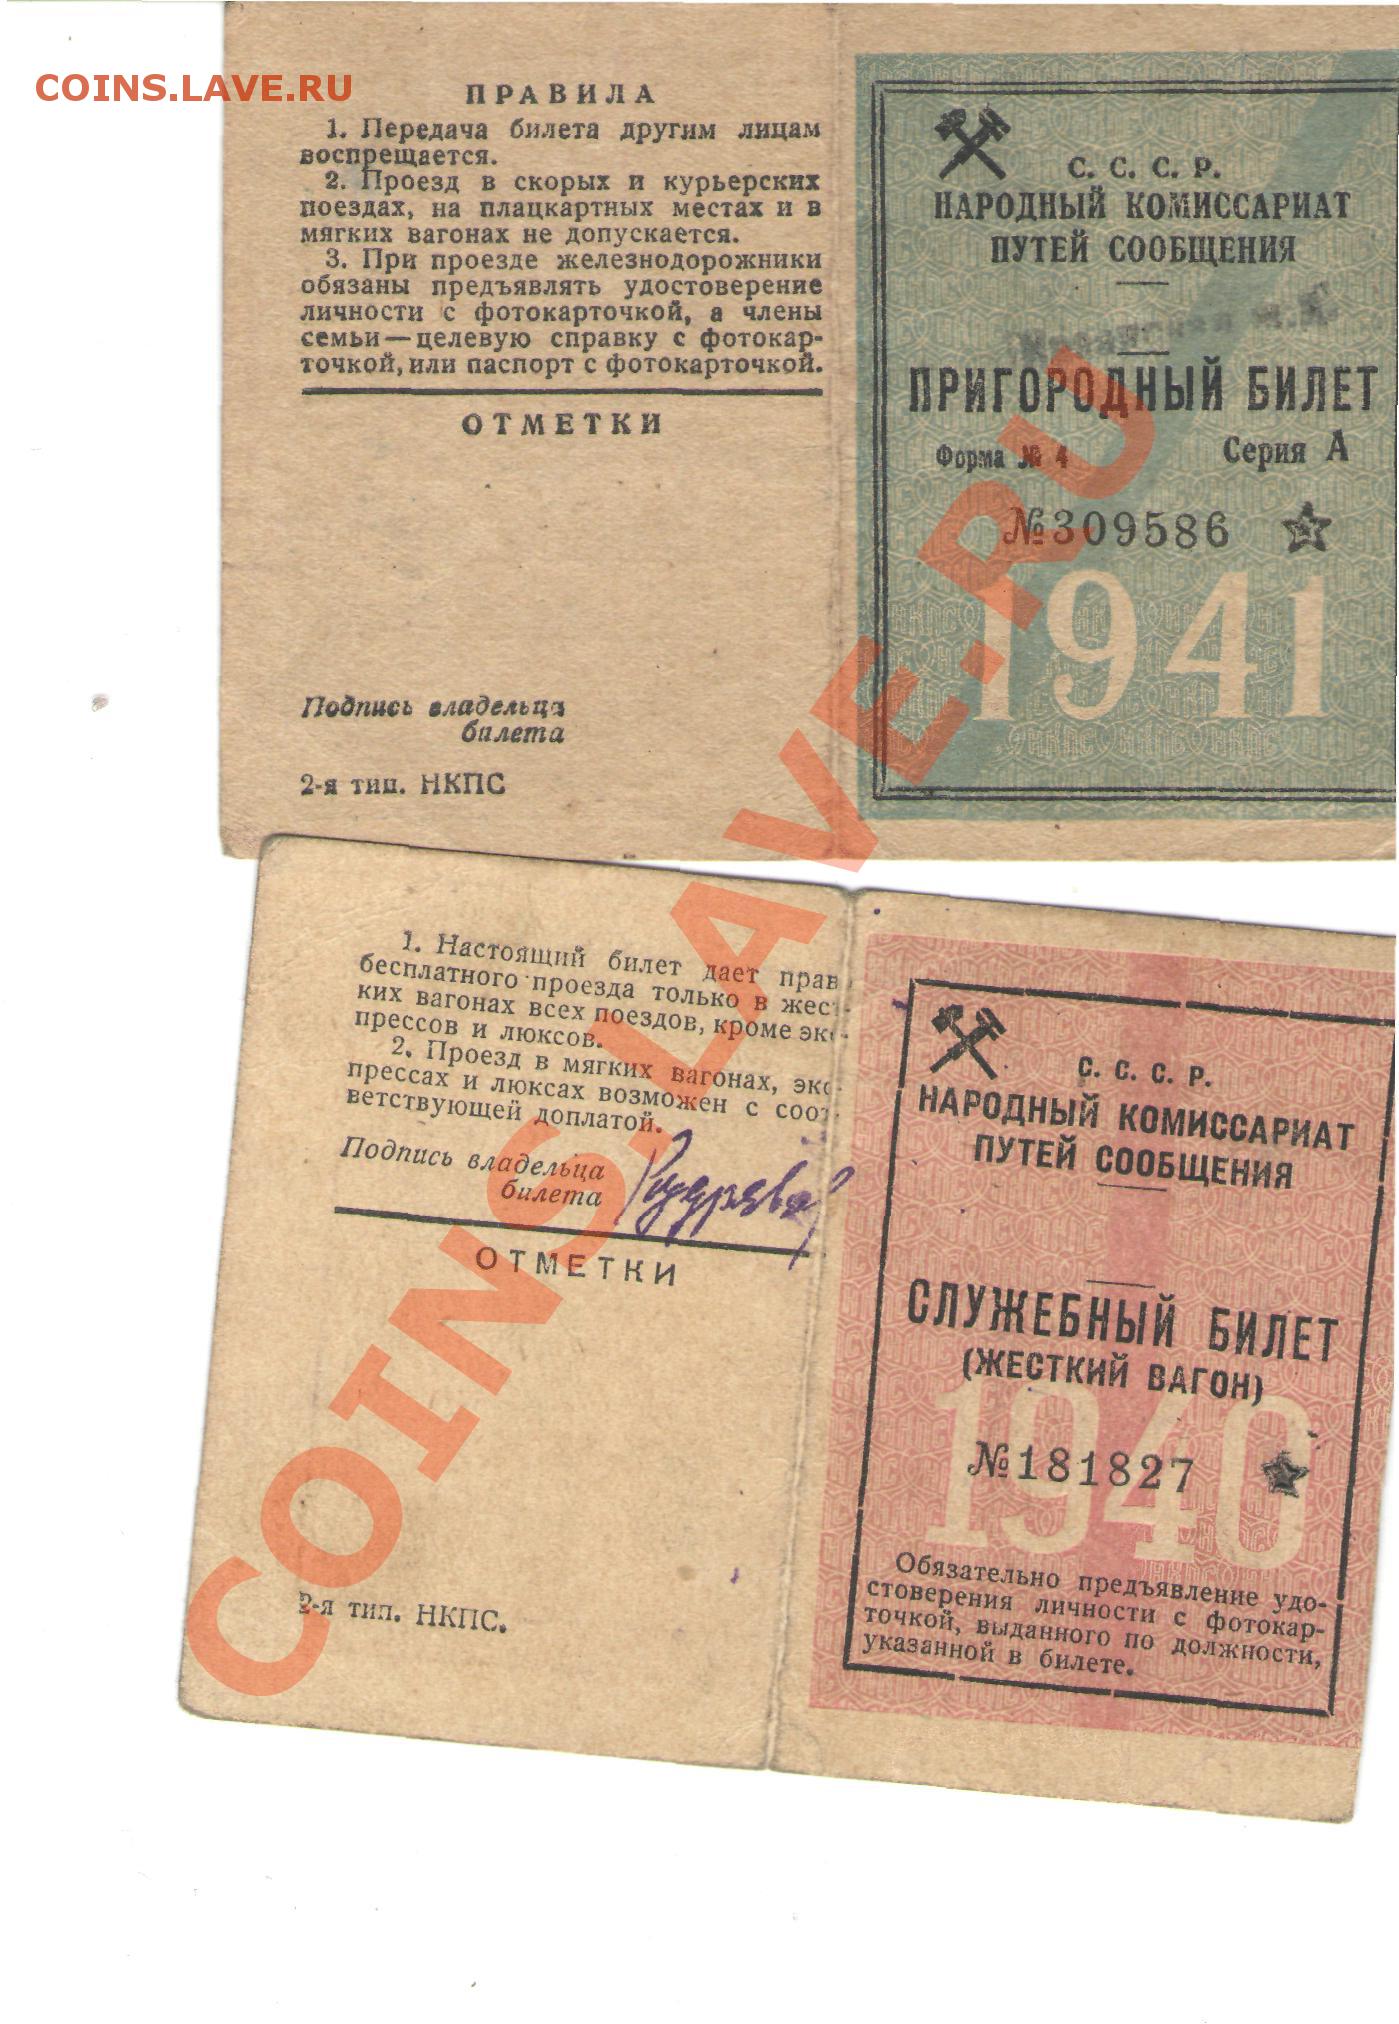 COINS.LAVE.RU
ПРАВИЛА
1. Передача билета другим лицам
воспрещается.
2. Проезд в скорых и курьерских
поездах, на плацкартных местах и в
мягких вагонах не допускается.
3. При проезде железнодорожники
обязаны предъявлять удостоверение
личности с фотокарточкой, а члены
семьи — целевую справку с фотокар-
точкой, или паспорт с фотокарточкой.
ОТМЕТКИ
Подпись владельца
билета
2-я тип. НКПС
С. С. С. Р.
НАРОДНЫЙ КОМИССАРИАТ
ПУТЕЙ СООБЩЕНИЯ
ПРИГОРОДНЫЙ БИЛЕТ
Форма № 4 Серия А
№309586
1941
1. Настоящий билет дает прав
бесплатного проезда только в жес-
ких вагонах всех поездов, кроме эк-
прессов и люксов.
2. Проезд в мягких вагонах, экс-
прессах и люксах возможен с соот-
ветствующей доплатой.
Подпись владельца
билета
ОТМЕТКИ
2-я тип. НКПС.
С. С. С. Р.
НАРОДНЫЙ КОМИССАРИАТ
ПУТЕЙ СООБЩЕНИЯ
СЛУЖЕБНЫЙ БИЛЕТ
(ЖЕСТКИЙ ВАГОН)
№181827
1940
Обязательно предъявление удо-
стоверения личности с фотокар-
точкой, выданного по должности,
указанной в билете.
COINS.LAVE.RU